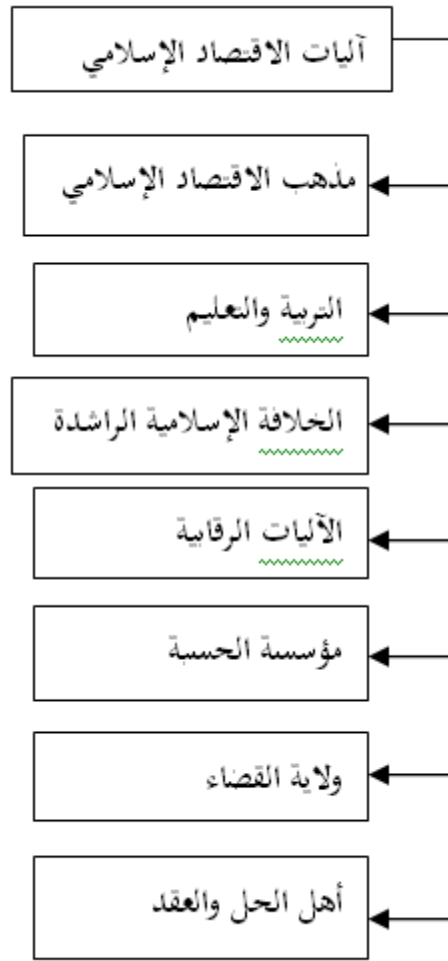 آليات الاقتصاد الإسلامي
مذهب الاقتصاد الإسلامي
التربية والتعليم
الخلافة الإسلامية الراشدة
الآليات الرقابية
مؤسسة الحسبة
ولاية القضاء
أهل الحل والعقد